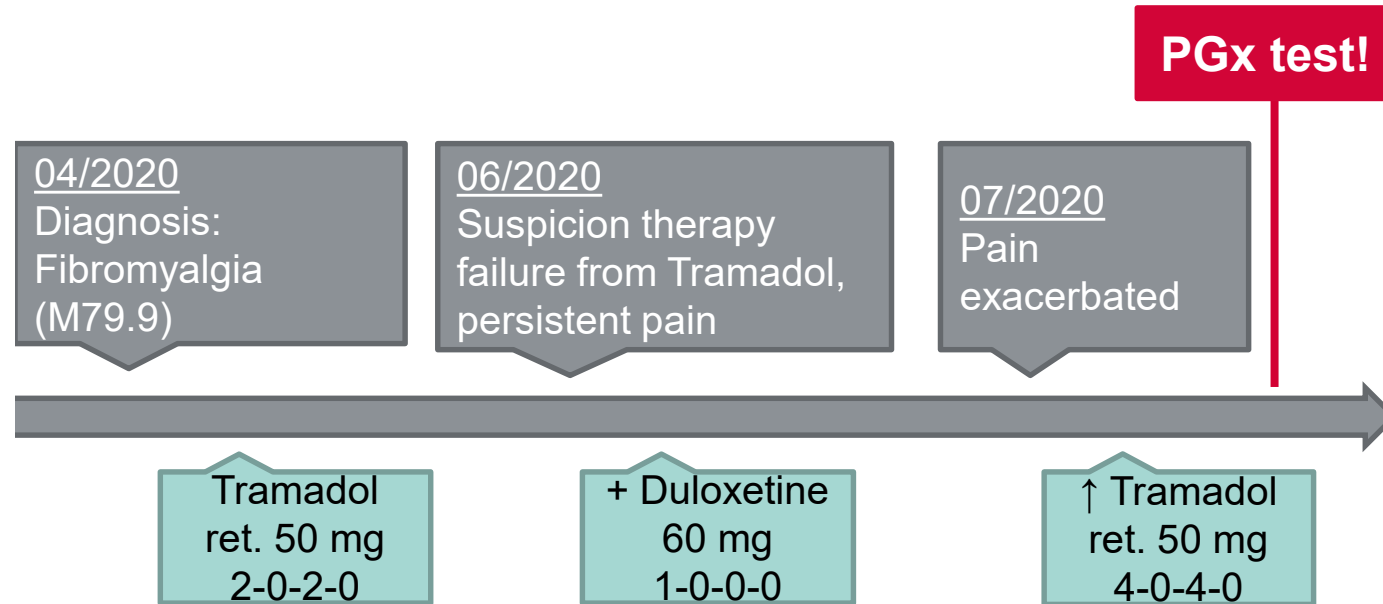 PGx test!
04/2020
Diagnosis:
Fibromyalgia
(M79.9)
06/2020
Suspicion therapy
failure from Tramadol,
persistent pain
07/2020
Pain
exacerbated
Tramadol
ret. 50 mg
2-0-2-0
+ Duloxetine
60 mg
1-0-0-0
↑ Tramadol
ret. 50 mg
4-0-4-0